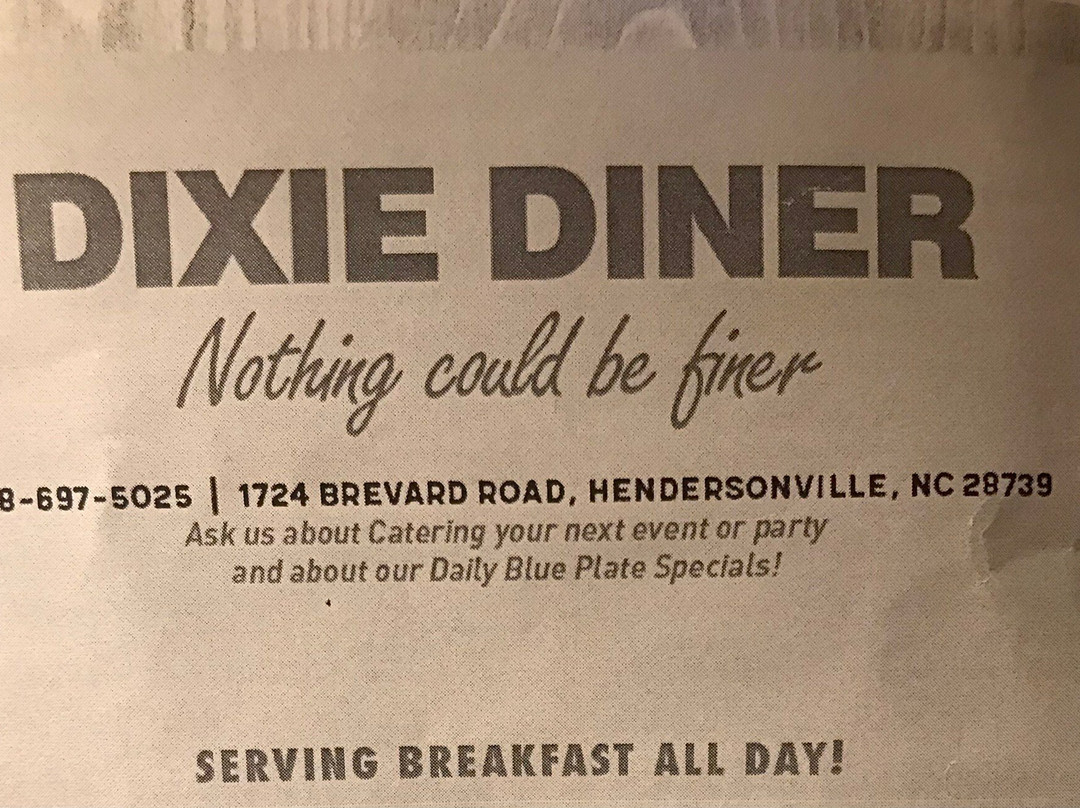 DIXIE DINER
Nothing could be finer
8-697-5025 | 1724 BREVARD ROAD, HENDERSONVILLE, NC 28739
Ask us about Catering your next event or party
and about our Daily Blue Plate Specials!
SERVING BREAKFAST ALL DAY!